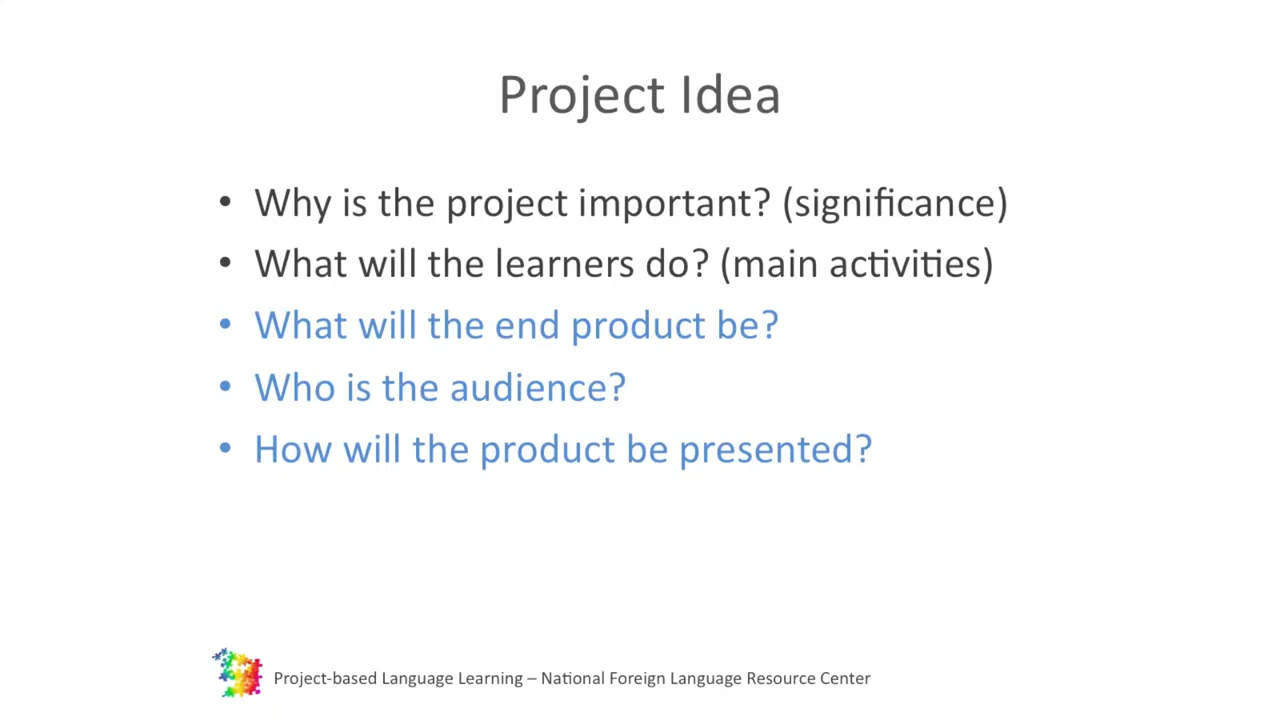 Project Idea
• Why is the project important? (significance)
• What will the learners do? (main activities)
• What will the end product be?
• Who is the audience?
• How will the product be presented?
Project-based Language Learning – National Foreign Language Resource Center